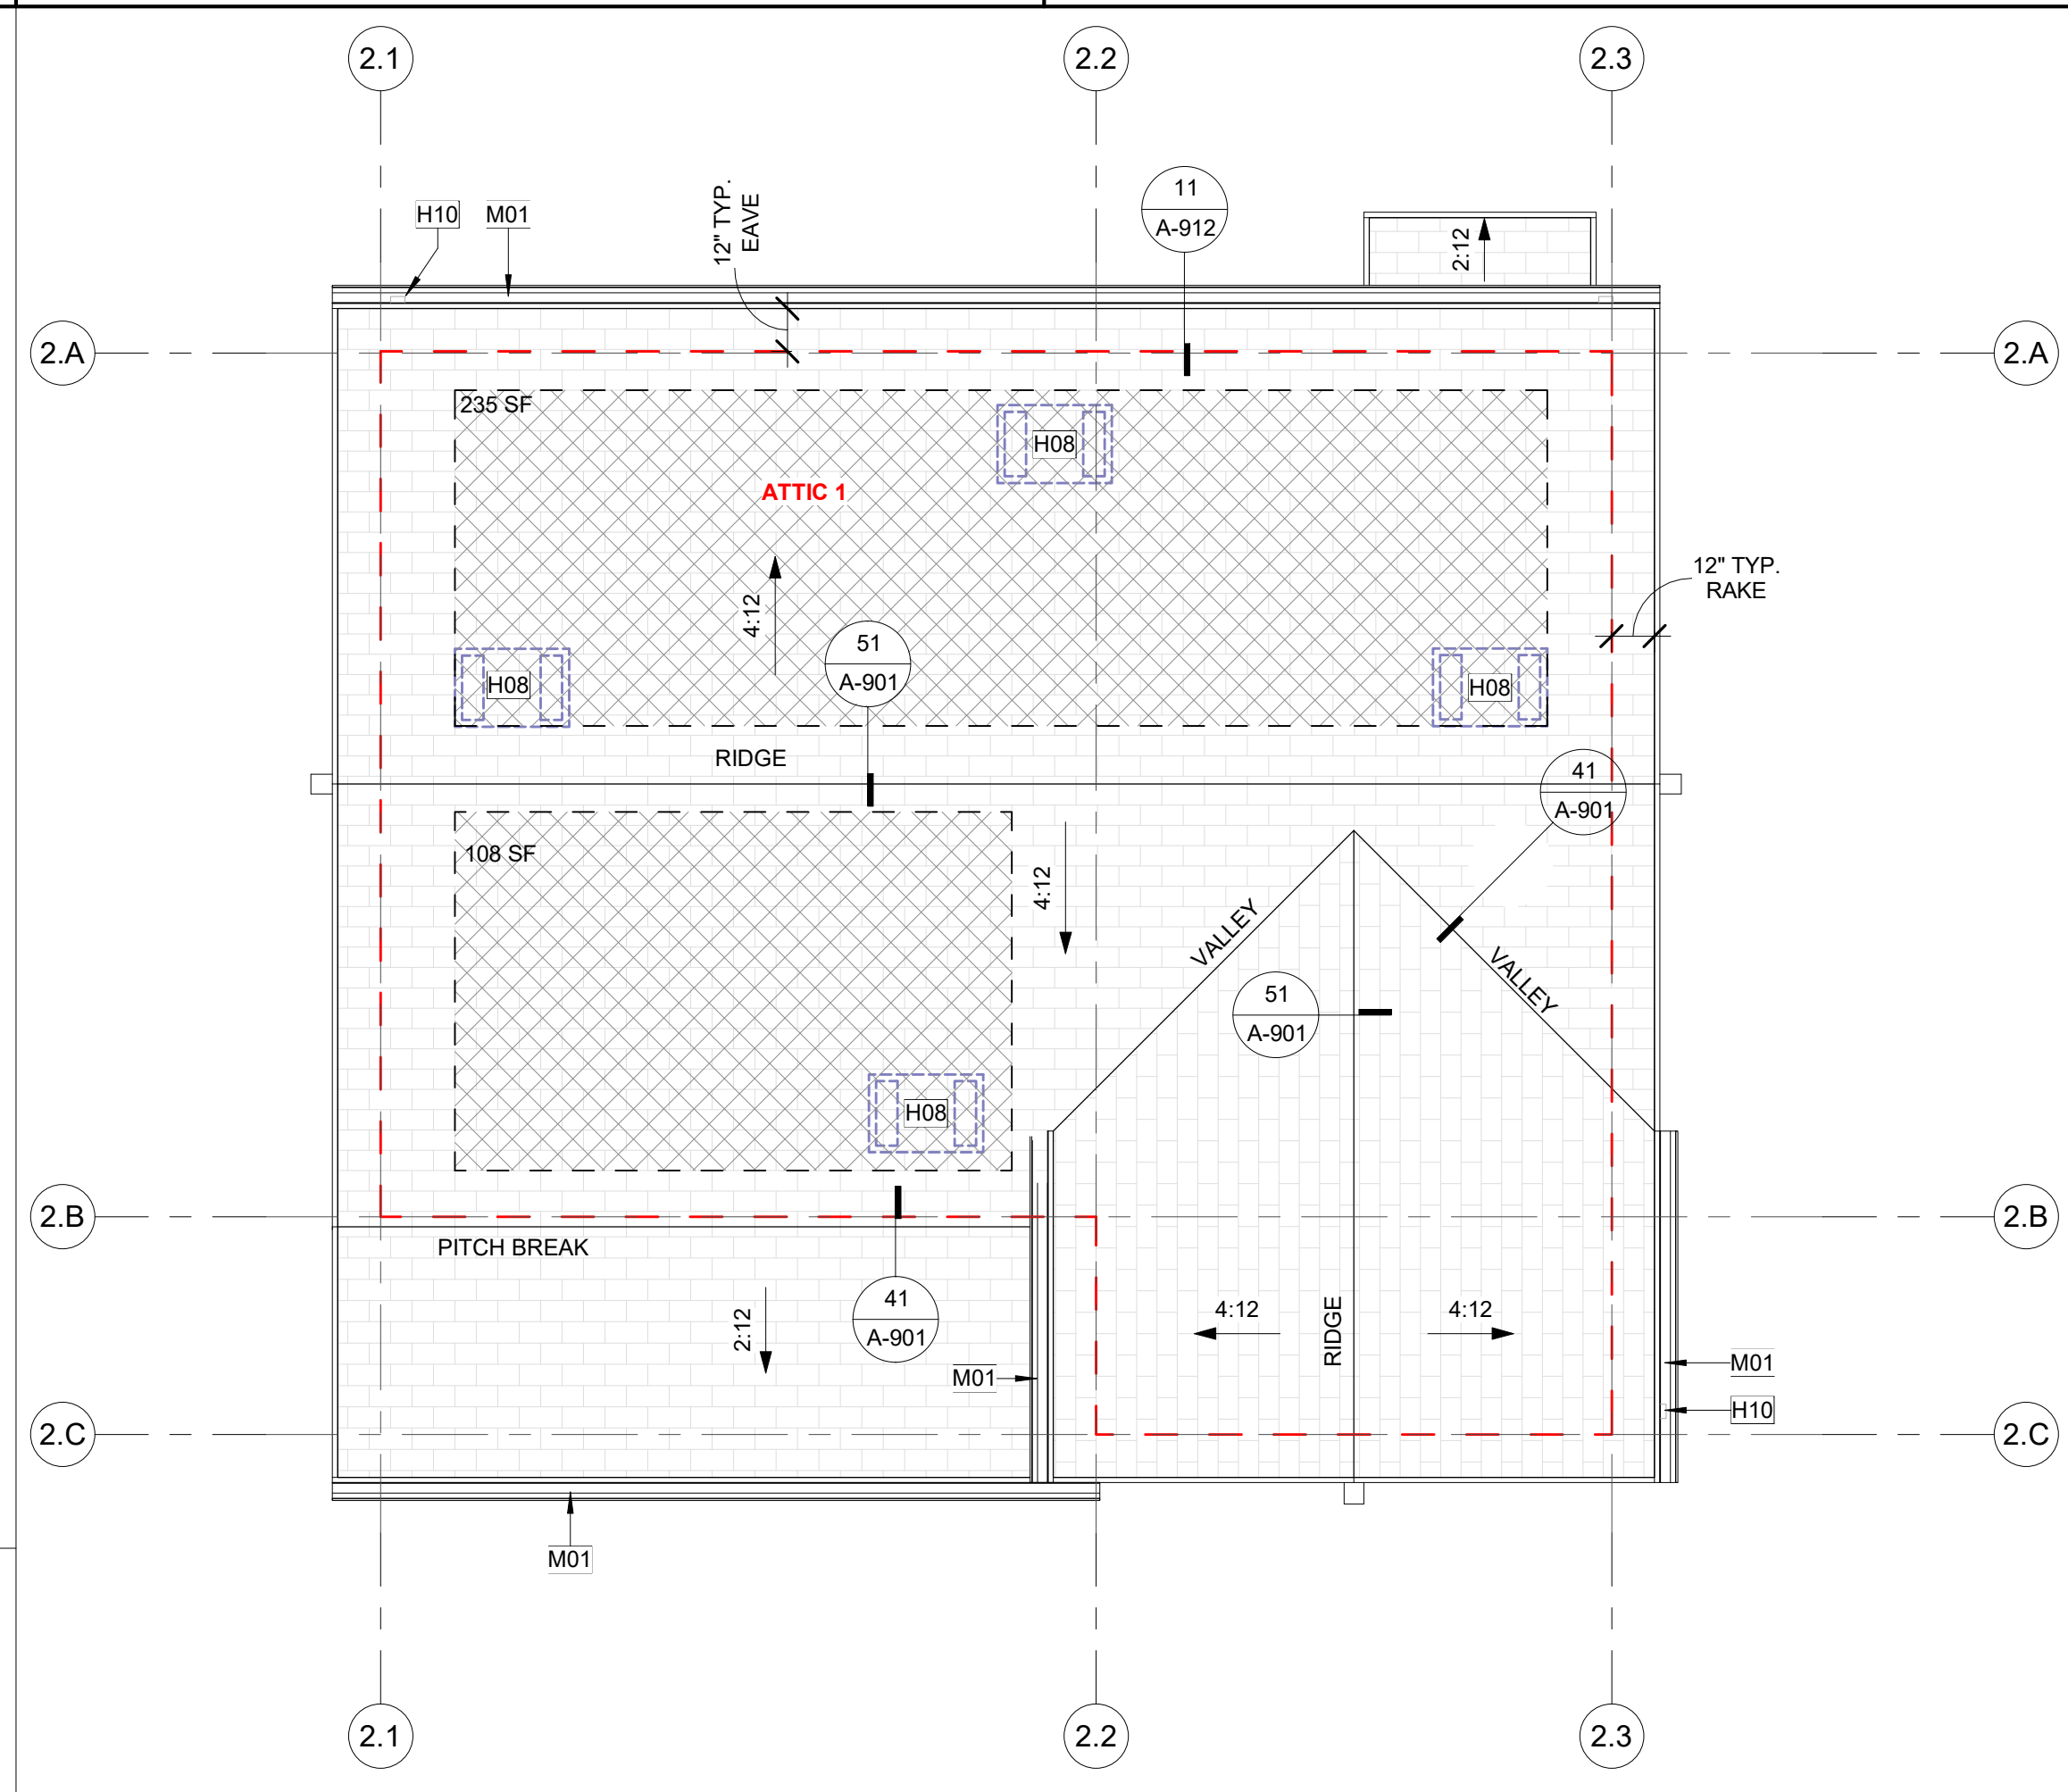 2.1
2.2
2.3
11
A-912
H10
M01
12" TYP.
EAVE
2:12
2.A
2.A
235 SF
H08
ATTIC 1
12" TYP.
RAKE
4:12
51
A-901
H08
H08
RIDGE
41
A-901
108 SF
4:12
VALLEY
VALLEY
51
A-901
H08
2.B
2.B
PITCH BREAK
41
A-901
2:12
4:12
RIDGE
4:12
M01
M01
H10
2.C
2.C
M01
2.1
2.2
2.3